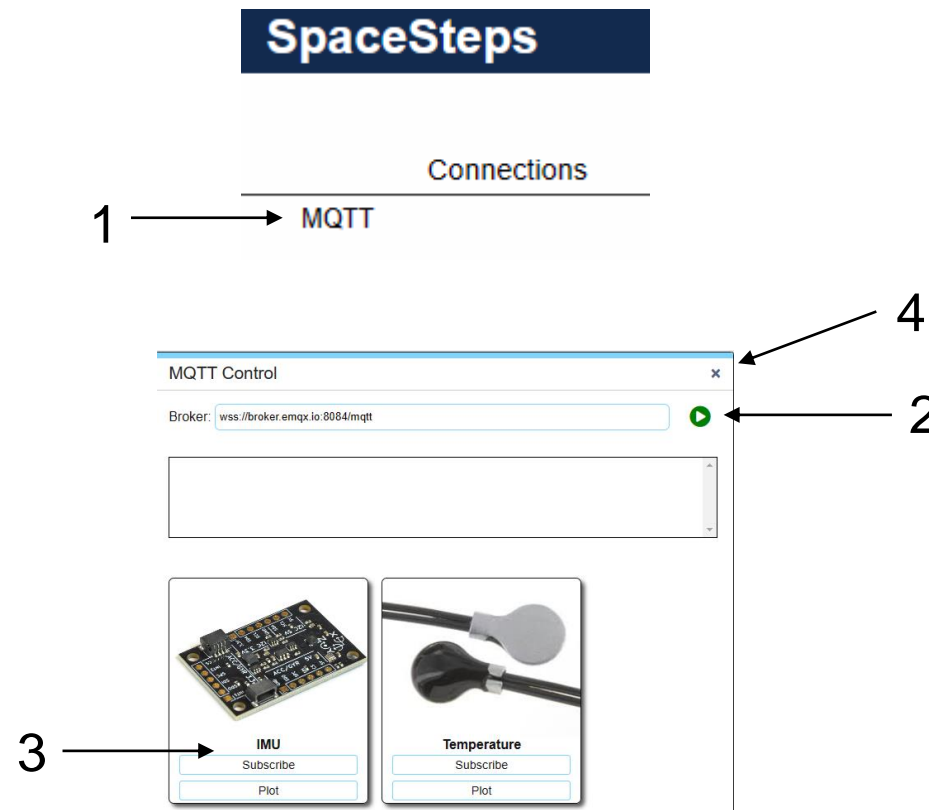 SpaceSteps
Connections
1
MQTT
4
MQTT Control
×
Broker: wss://broker.emqx.io:8084/mqtt
2
IMU
Temperature
3
Subscribe
Subscribe
Plot
Plot